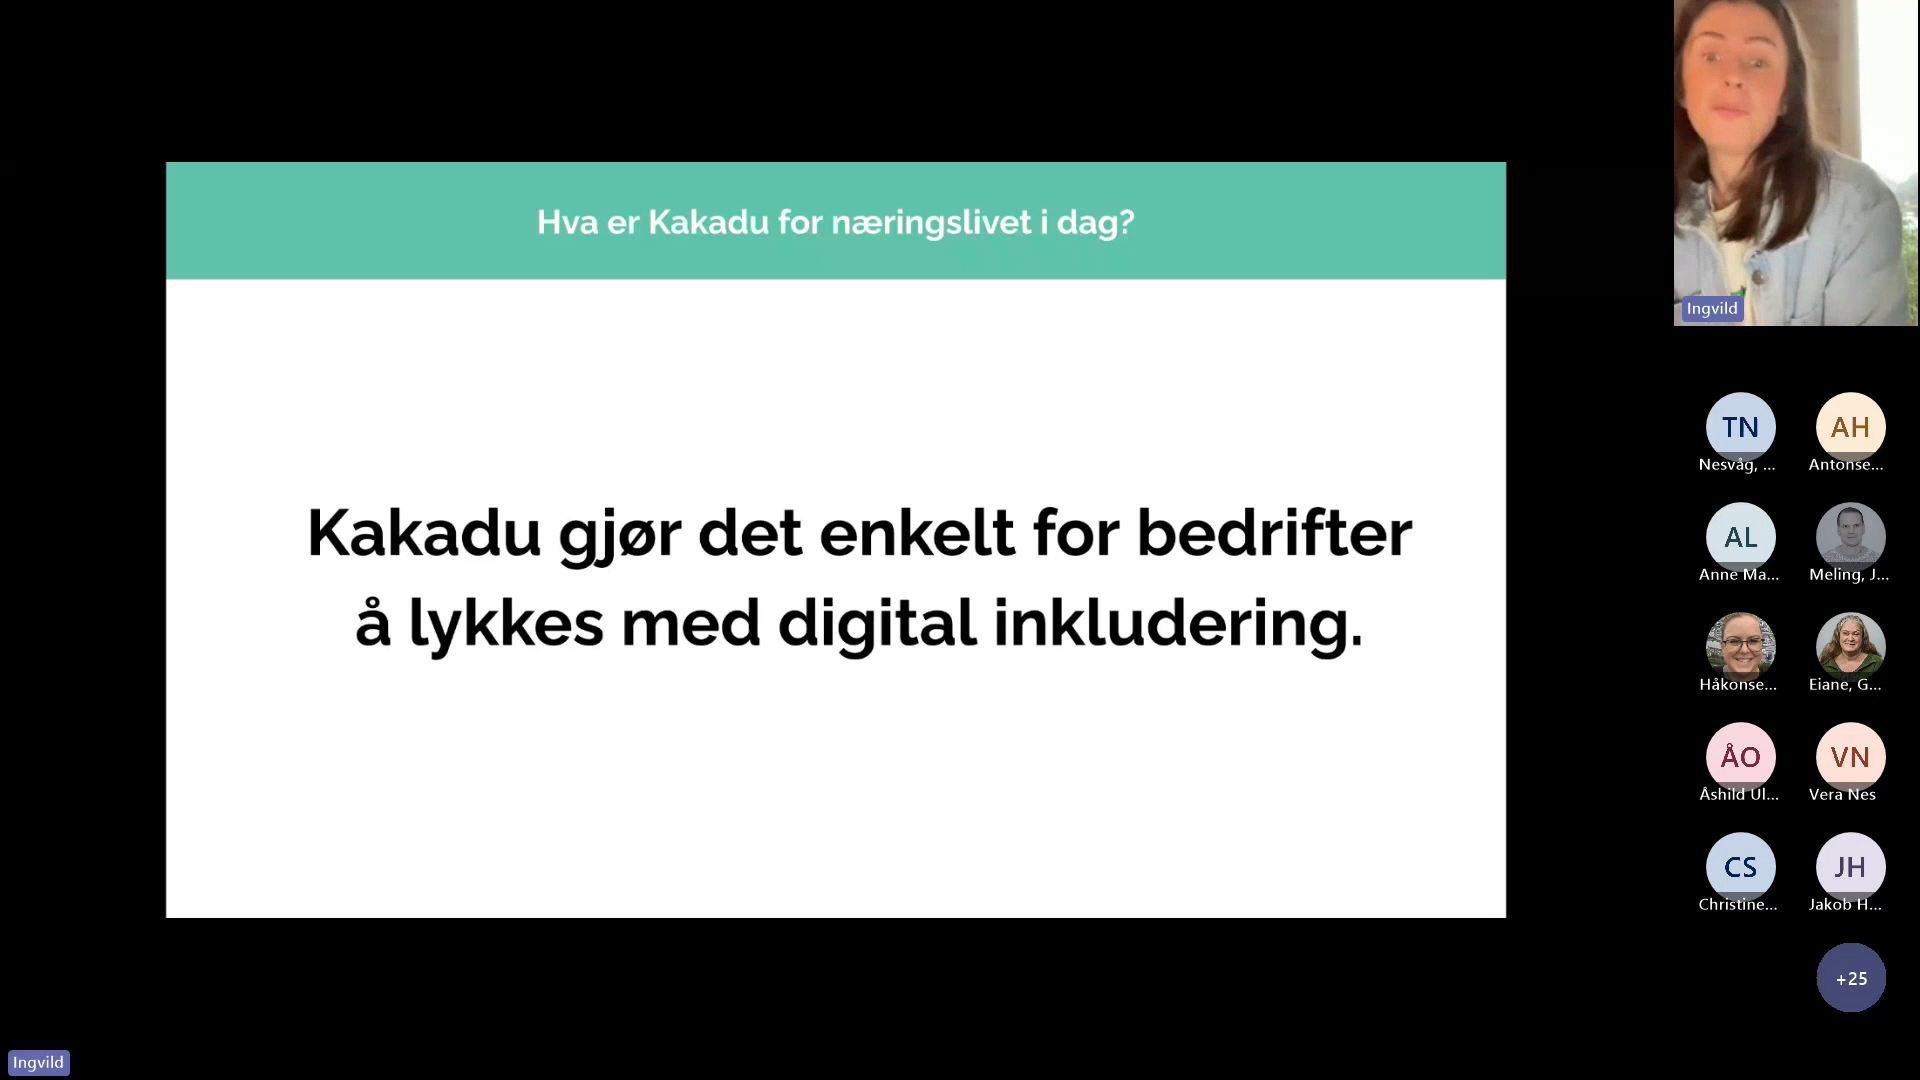 Hva er Kakadu for næringslivet i dag?
Kakadu gjør det enkelt for bedrifter
å lykkes med digital inkludering.
Ingvild
TN
Nesvåg, ...
AH
Antonse...
AL
Anne Ma...
Meling, J...
Håkonse...
Eiane, G...
ÅO
Åshild Ul...
VN
Vera Nes
CS
Christine...
JH
Jakob H...
+25
Ingvild